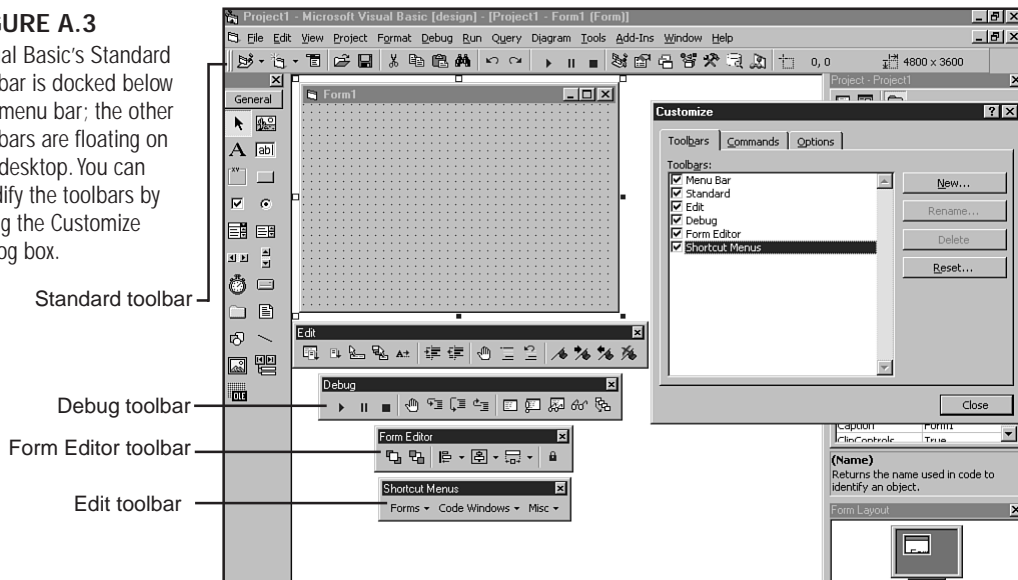 GURE A.3
ual Basic's Standard
bar is docked below
menu bar; the other
bars are floating on
desktop. You can
dify the toolbars by
g the Customize
og box.
Standard toolbar
Debug toolbar
Form Editor toolbar
Edit toolbar
Project1 - Microsoft Visual Basic [design] - [Project1 - Form1 (Form)]
File Edit View Project Format Debug Run Query Diagram Tools Add-Ins Window Help
0, 0 4800 x 3600
General
A ab|
xy
OLE
Form1
Edit
Debug
Form Editor
Shortcut Menus
Forms Code Windows Misc
Project - Project1
Customize
Toolbars Commands Options
Toolbars:
Menu Bar
Standard
Edit
Debug
Form Editor
Shortcut Menus
New...
Rename...
Delete
Reset...
Close
Caption Form1
ClipControls True
(Name)
Returns the name used in code to
identify an object.
Form Layout